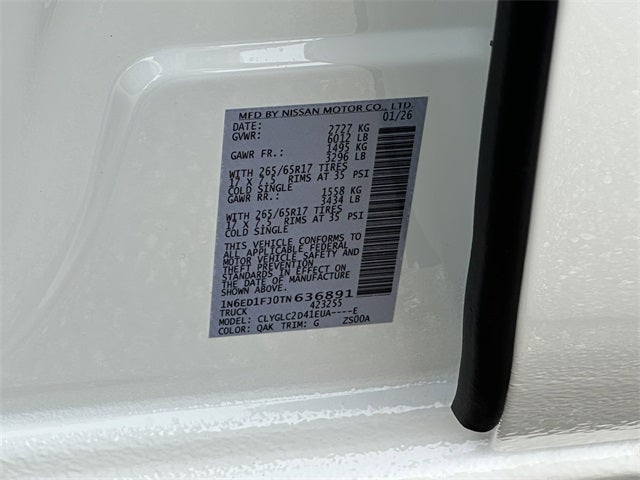 MFD BY NISSAN MOTOR CO., LTD.
DATE: 01/26
GVWR: 2727 KG
6012 LB
GAWR FR.: 1495 KG
3296 LB
WITH 265/65R17 TIRES
17 X 7.5 RIMS AT 35 PSI
COLD SINGLE
GAWR RR.: 1558 KG
3434 LB
WITH 265/65R17 TIRES
17 X 7.5 RIMS AT 35 PSI
COLD SINGLE
THIS VEHICLE CONFORMS TO
ALL APPLICABLE FEDERAL
MOTOR VEHICLE SAFETY AND
THEFT PREVENTION
STANDARDS IN EFFECT ON
THE DATE OF MANUFACTURE
SHOWN ABOVE.
1N6ED1FJ0TN636891
TRUCK 423255
MODEL: CLYGLC2D41EUA----E
COLOR: QAK TRIM: G ZS00A